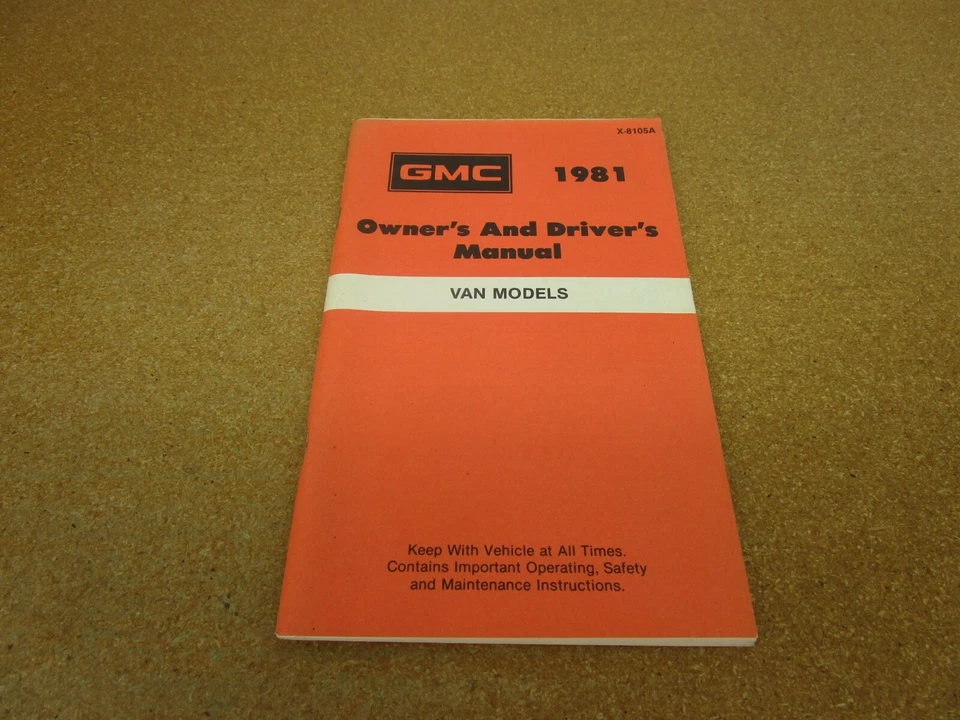 X-8105A
GMC 1981
Owner's And Driver's
Manual
VAN MODELS
Keep With Vehicle at All Times.
Contains Important Operating, Safety
and Maintenance Instructions.